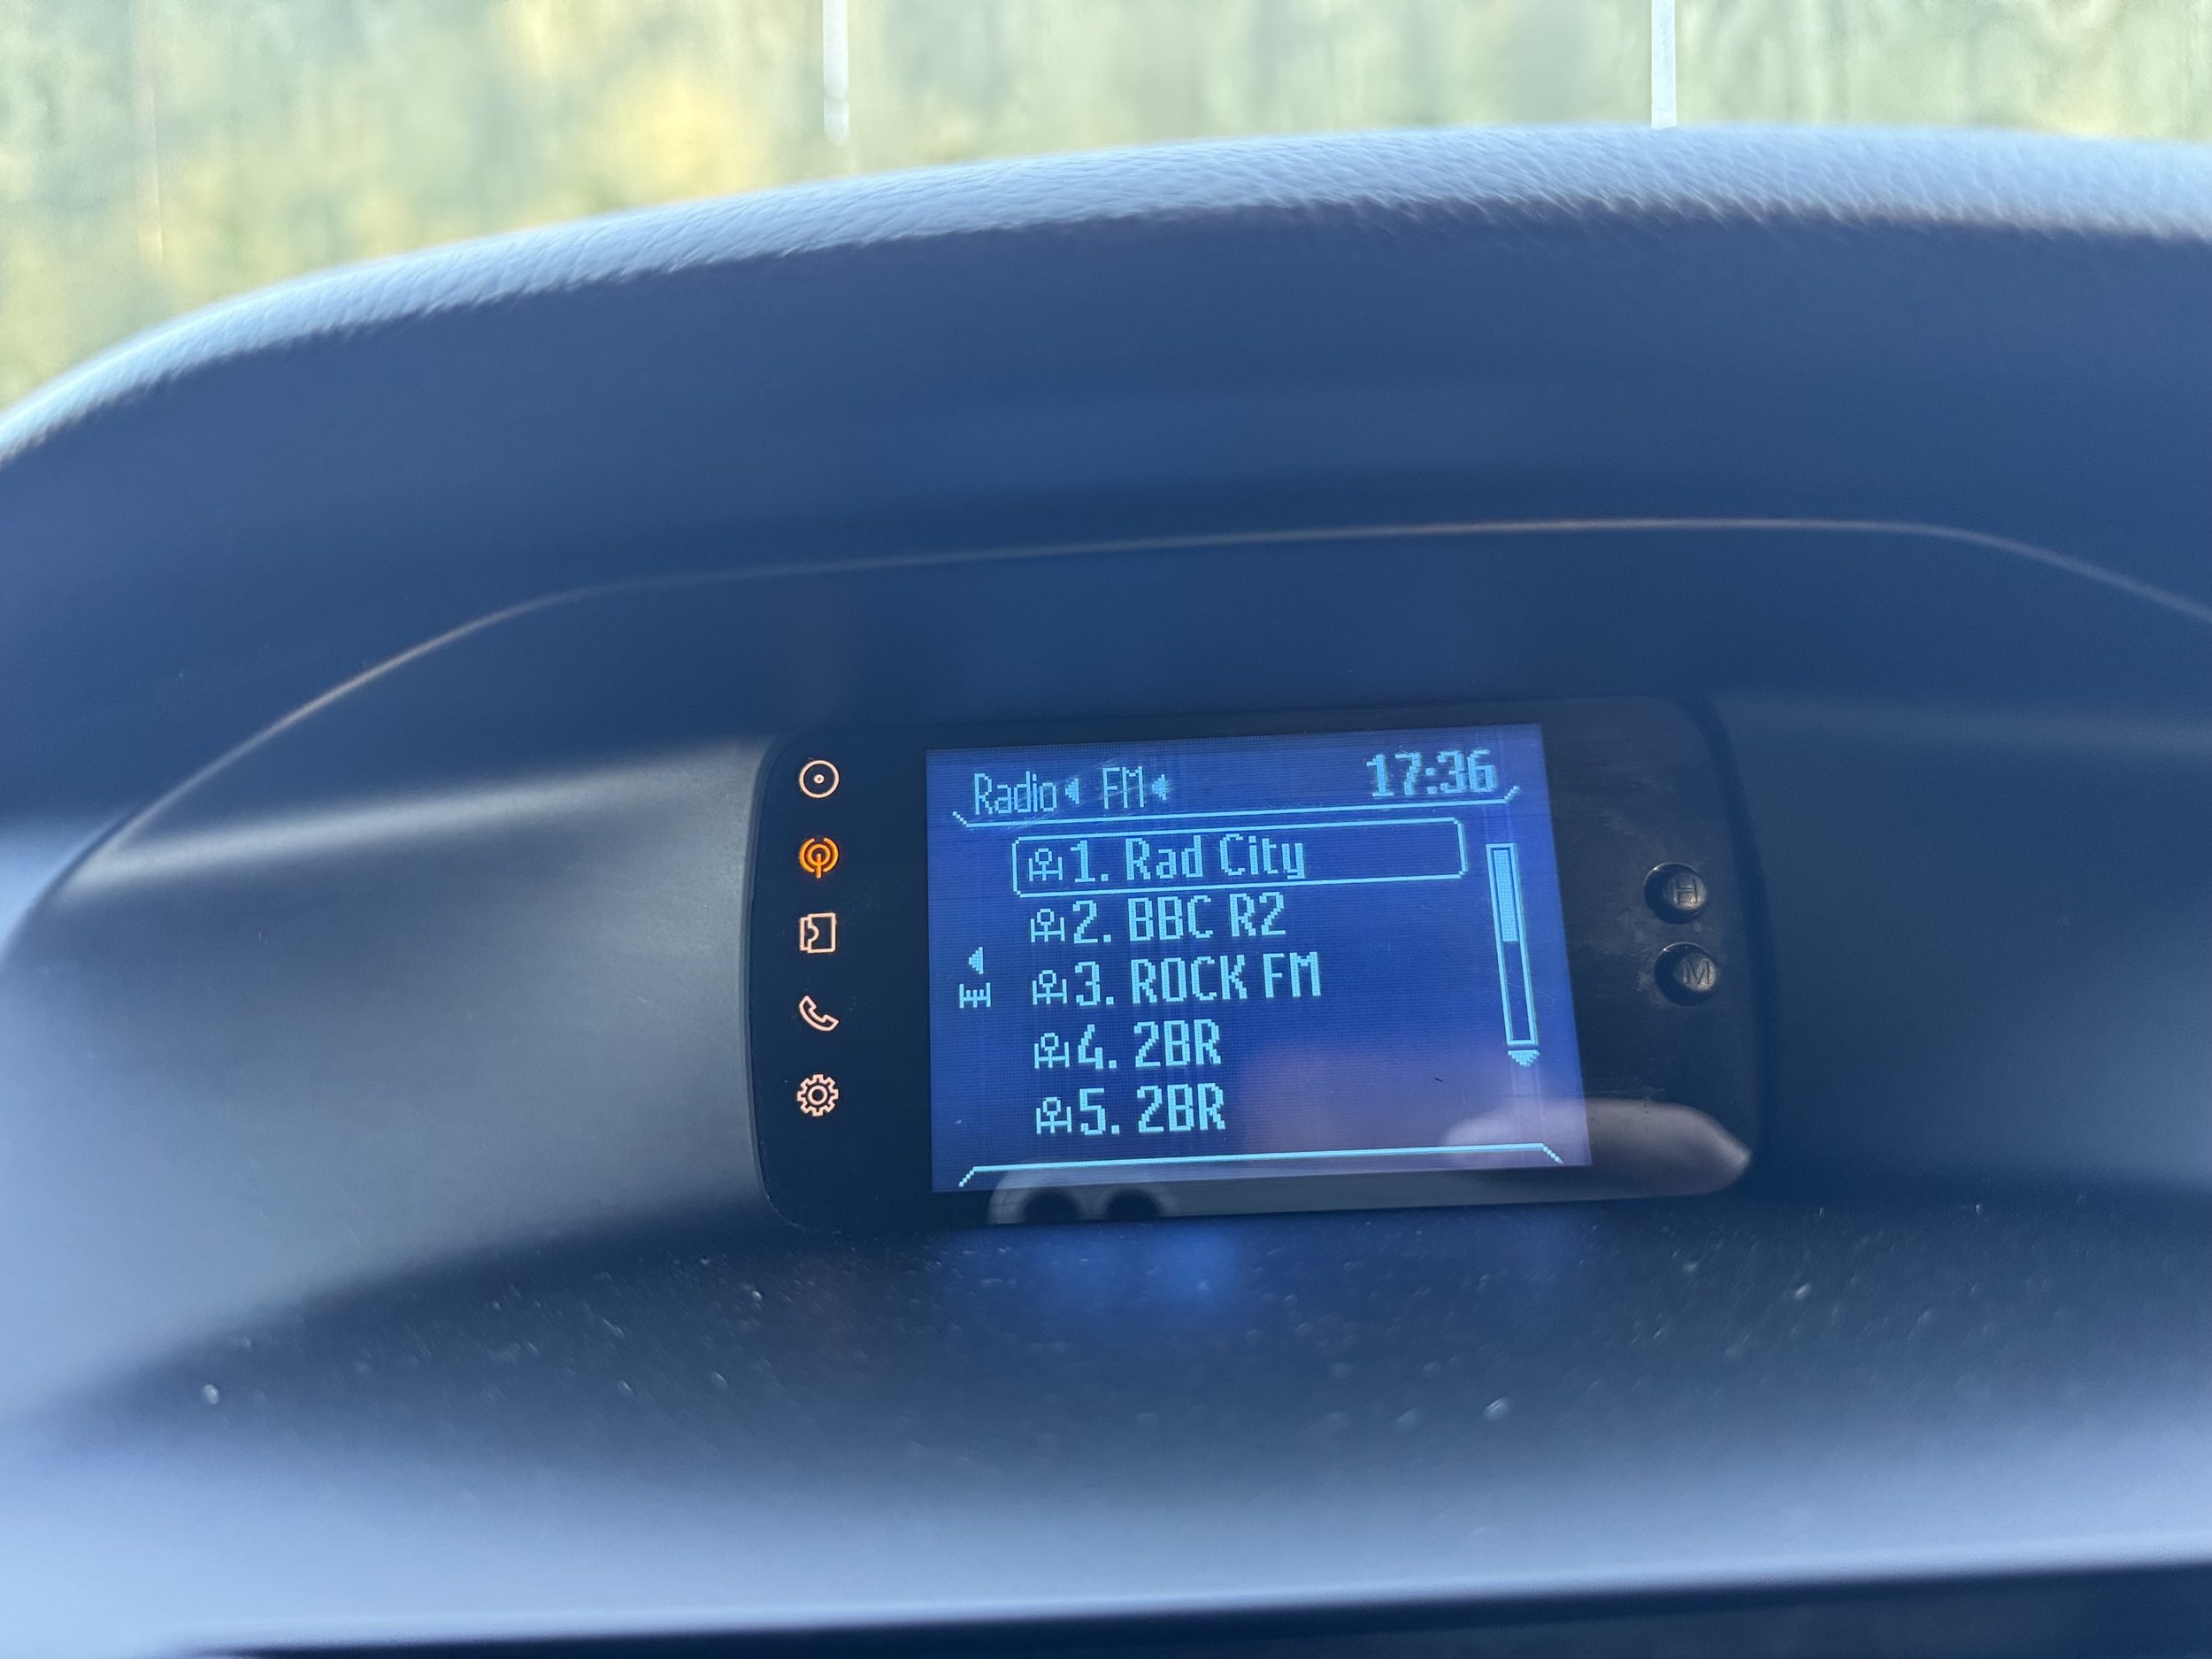 Radio FM 17:36
1. Rad City
2. BBC R2
3. ROCK FM
4. 2BR
5. 2BR
H
M